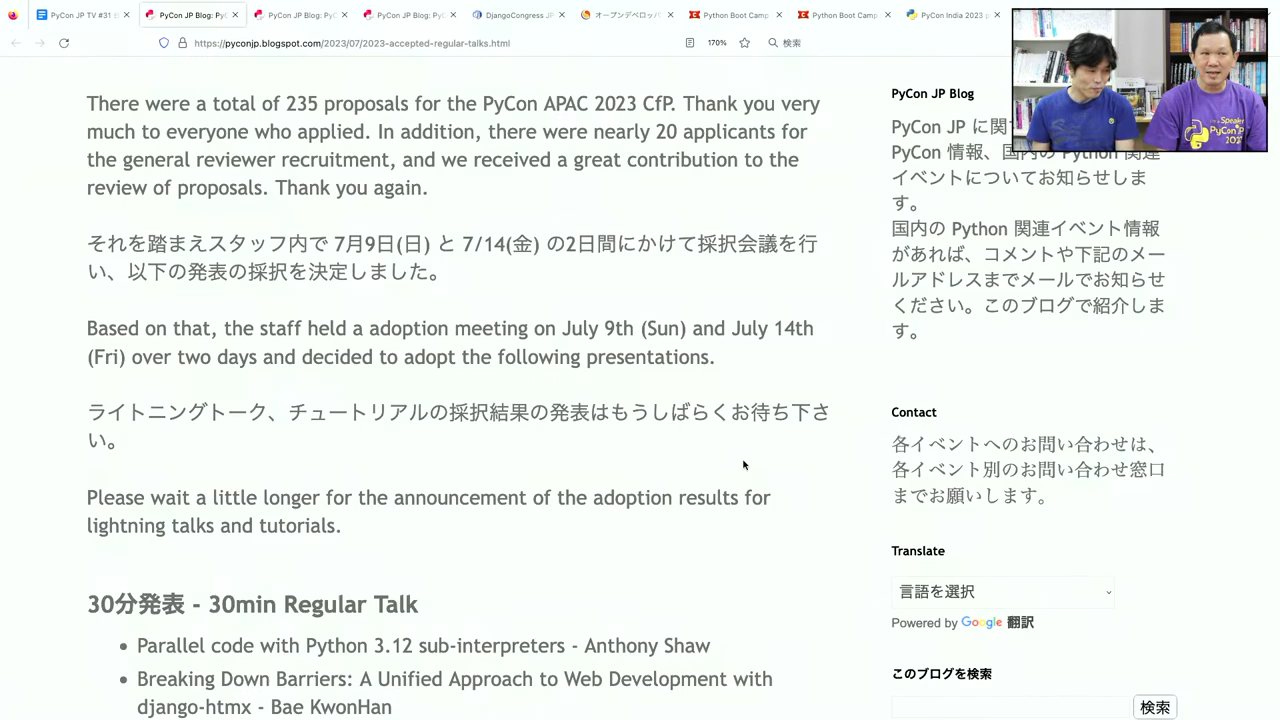 PyCon JP TV #31
PyCon JP Blog: Py
PyCon JP Blog: Py
PyCon JP Blog: Py
DjangoCongress JP
オープンデベロッパ
Python Boot Camp
Python Boot Camp
PyCon India 2023
https://pyconjp.blogspot.com/2023/07/2023-accepted-regular-talks.html
170%
検索
There were a total of 235 proposals for the PyCon APAC 2023 CfP. Thank you very
much to everyone who applied. In addition, there were nearly 20 applicants for
the general reviewer recruitment, and we received a great contribution to the
review of proposals. Thank you again.
それを踏まえスタッフ内で 7月9日(日) と 7/14(金) の2日間にかけて採択会議を行
い、以下の発表の採択を決定しました。
Based on that, the staff held a adoption meeting on July 9th (Sun) and July 14th
(Fri) over two days and decided to adopt the following presentations.
ライトニングトーク、チュートリアルの採択結果の発表はもうしばらくお待ち下さ
い。
Please wait a little longer for the announcement of the adoption results for
lightning talks and tutorials.
30分発表 - 30min Regular Talk
• Parallel code with Python 3.12 sub-interpreters - Anthony Shaw
• Breaking Down Barriers: A Unified Approach to Web Development with
django-htmx - Bae KwonHan
PyCon JP Blog
PyCon JP に関
PyCon 情報、国内の Python 関連
イベントについてお知らせしま
す。
国内の Python 関連イベント情報
があれば、コメントや下記のメー
ルアドレスまでメールでお知らせ
ください。このブログで紹介しま
す。
Contact
各イベントへのお問い合わせは、
各イベント別のお問い合わせ窓口
までお願いします。
Translate
言語を選択
Powered by Google 翻訳
このブログを検索
検索